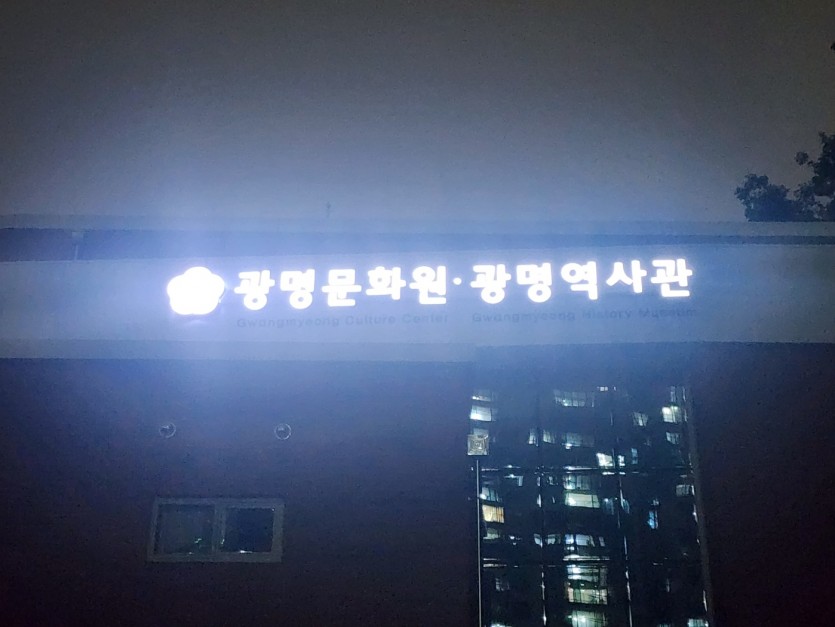 광명문화원·광명역사관
Gwangmyeong Culture Center Gwangmyeong History Museum